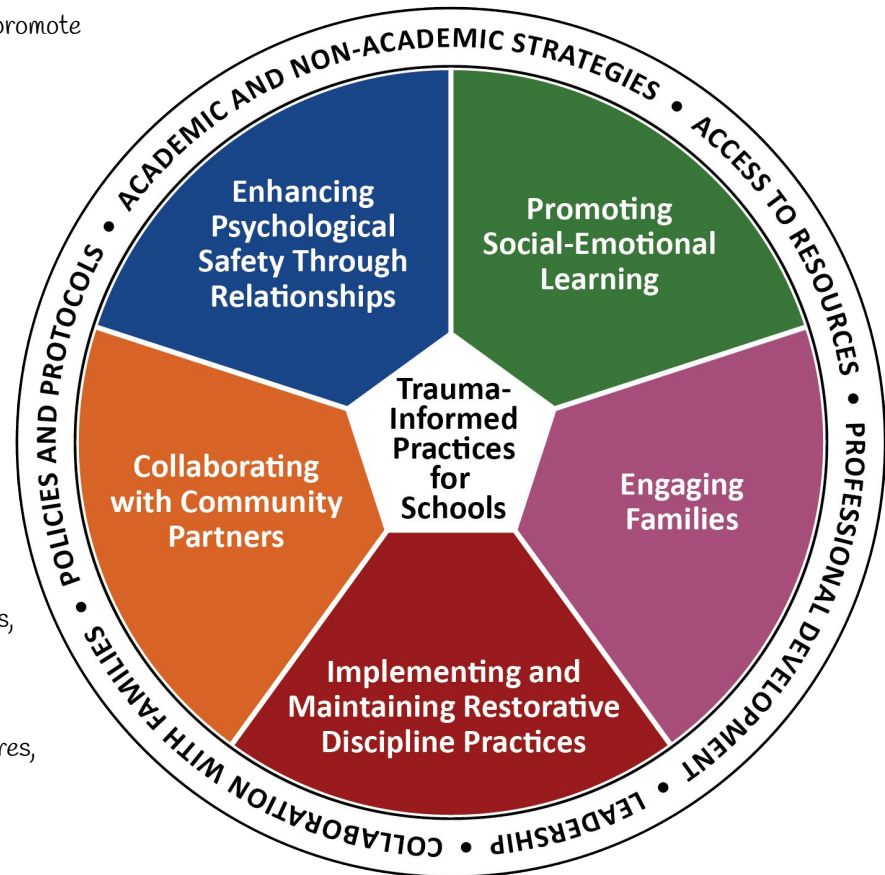 promote
ACADEMIC AND NON-ACADEMIC STRATEGIES • ACCESS TO RESOURCES • PROFESSIONAL DEVELOPMENT • LEADERSHIP • COLLABORATION WITH FAMILIES • POLICIES AND PROTOCOLS •
Enhancing
Psychological
Safety Through
Relationships
Promoting
Social-Emotional
Learning
Trauma-
Informed
Practices
for
Schools
Collaborating
with Community
Partners
Engaging
Families
Implementing and
Maintaining Restorative
Discipline Practices
s,
res,